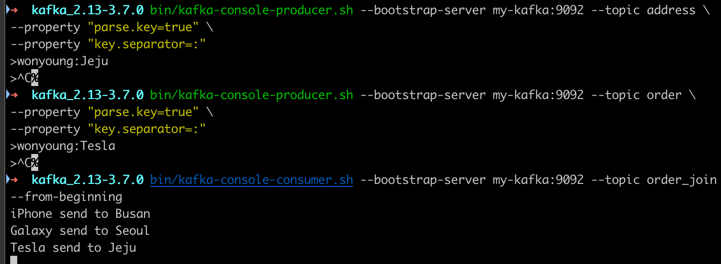 ➜ kafka_2.13-3.7.0 bin/kafka-console-producer.sh --bootstrap-server my-kafka:9092 --topic address \
--property "parse.key=true" \
--property "key.separator=:"
>wonyoung:Jeju
>^C%
➜ kafka_2.13-3.7.0 bin/kafka-console-producer.sh --bootstrap-server my-kafka:9092 --topic order \
--property "parse.key=true" \
--property "key.separator=:"
>wonyoung:Tesla
>^C%
➜ kafka_2.13-3.7.0 bin/kafka-console-consumer.sh --bootstrap-server my-kafka:9092 --topic order_join
--from-beginning
iPhone send to Busan
Galaxy send to Seoul
Tesla send to Jeju